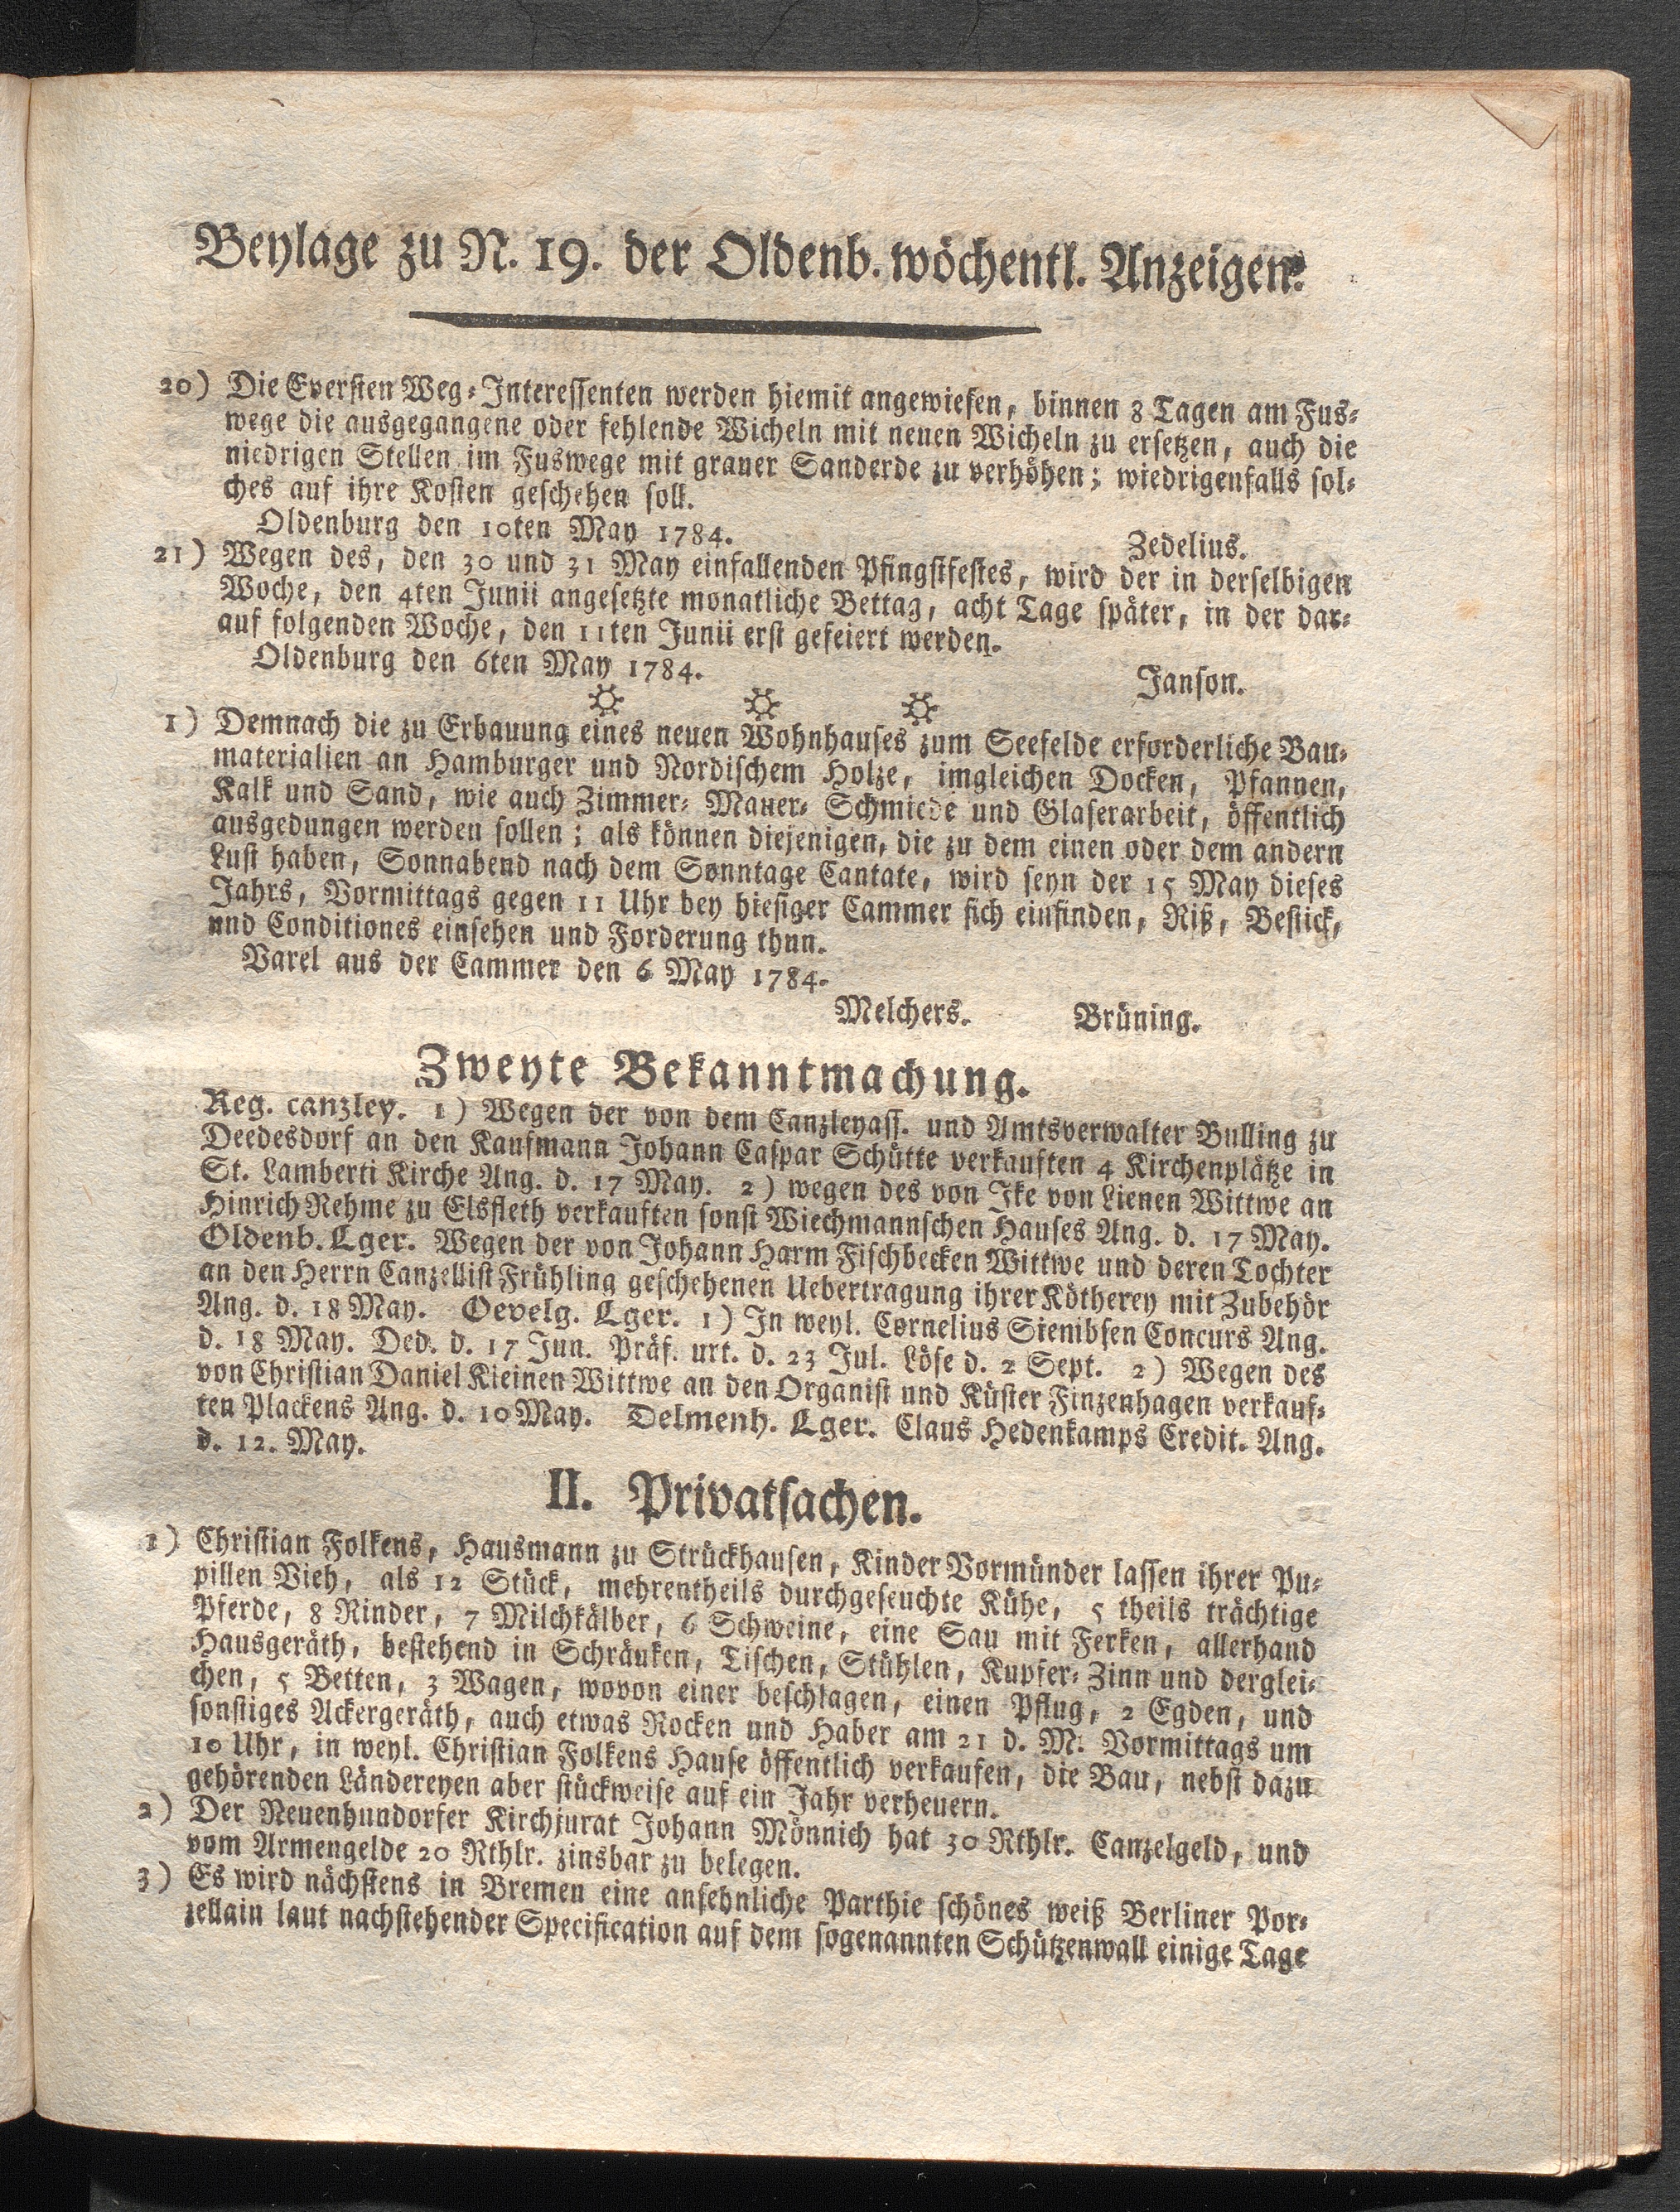 Beylage zu N. 19. der Oldenb. wöchentl. Anzeigen.
20) Die Eversten Weg-Interessenten werden hiemit angewiesen, binnen 8 Tagen am Fus-
wege die ausgegangene oder fehlende Wicheln mit neuen Wicheln zu ersetzen, auch die
niedrigen Stellen im Fuswege mit grauer Sanderde zu verhöhen; wiedrigenfalls sol-
ches auf ihre Kosten geschehen soll.
Oldenburg den 10ten May 1784. Zedelius.
21) Wegen des, den 30 und 31 May einfallenden Pfingstfestes, wird der in derselbigen
Woche, den 4ten Junii angesetzte monatliche Bettag, acht Tage später, in der dar-
auf folgenden Woche, den 11ten Junii erst gefeiert werden.
Oldenburg den 6ten May 1784. Janson.
1) Demnach die zu Erbauung eines neuen Wohnhauses zum Seefelde erforderliche Bau-
materialien an Hamburger und Nordischem Holze, imgleichen Docken, Pfannen,
Kalk und Sand, wie auch Zimmer- Mauer- Schmiede und Glaserarbeit, öffentlich
ausgedungen werden sollen; als können diejenigen, die zu dem einen oder dem andern
Lust haben, Sonnabend nach dem Sonntage Cantate, wird seyn der 15 May dieses
Jahrs, Vormittags gegen 11 Uhr bey hiesiger Cammer sich einfinden, Riß, Bestick,
und Conditiones einsehen und Forderung thun.
Varel aus der Cammer den 6 May 1784.
Melchers. Brüning.
Zweyte Bekanntmachung.
Reg. canzley. 1) Wegen der von dem Canzleyass. und Amtsverwalter Bulling zu
Deedesdorf an den Kaufmann Johann Caspar Schütte verkauften 4 Kirchenplätze in
St. Lamberti Kirche Ang. d. 17 May. 2) wegen des von Ike von Lienen Wittwe an
Hinrich Rehme zu Elsfleth verkauften sonst Wiechmannschen Hauses Ang. d. 17 May.
Oldenb. Lger. Wegen der von Johann Harm Fischbecken Wittwe und deren Tochter
an den Herrn Canzellist Frühling geschehenen Uebertragung ihrer Kötherey mit Zubehör
Ang. d. 18 May. Oevelg. Lger. 1) In weyl. Cornelius Sienibsen Concurs Ang.
d. 18 May. Ded. d. 17 Jun. Präf. urt. d. 23 Jul. Löse d. 2 Sept. 2) Wegen des
von Christian Daniel Kleinen Wittwe an den Organist und Küster Finzenhagen verkauf-
ten Plackens Ang. d. 10 May. Delmenh. Lger. Claus Hedenkamps Credit. Ang.
d. 12. May.
II. Privatsachen.
1) Christian Folkens, Hausmann zu Strückhausen, Kinder Vormünder lassen ihrer Pu-
pillen Vieh, als 12 Stück, mehrentheils durchgeseuchte Kühe, 5 theils trächtige
Pferde, 8 Rinder, 7 Milchkälber, 6 Schweine, eine Sau mit Ferken, allerhand
Hausgeräth, bestehend in Schränken, Tischen, Stühlen, Kupfer- Zinn und derglei-
chen, 5 Betten, 3 Wagen, wovon einer beschlagen, einen Pflug, 2 Egden, und
sonstiges Ackergeräth, auch etwas Rocken und Haber am 21 d. M. Vormittags um
10 Uhr, in weyl. Christian Folkens Hause öffentlich verkaufen, die Bau, nebst dazu
gehörenden Ländereyen aber stückweise auf ein Jahr verheuern.
2) Der Neuenhundorfer Kirchjurat Johann Mönnich hat 30 Rthlr. Canzelgeld, und
vom Armengelde 20 Rthlr. zinsbar zu belegen.
3) Es wird nächstens in Bremen eine ansehnliche Parthie schönes weiß Berliner Por-
zellain laut nachstehender Specification auf dem sogenannten Schützenwall einige Tage